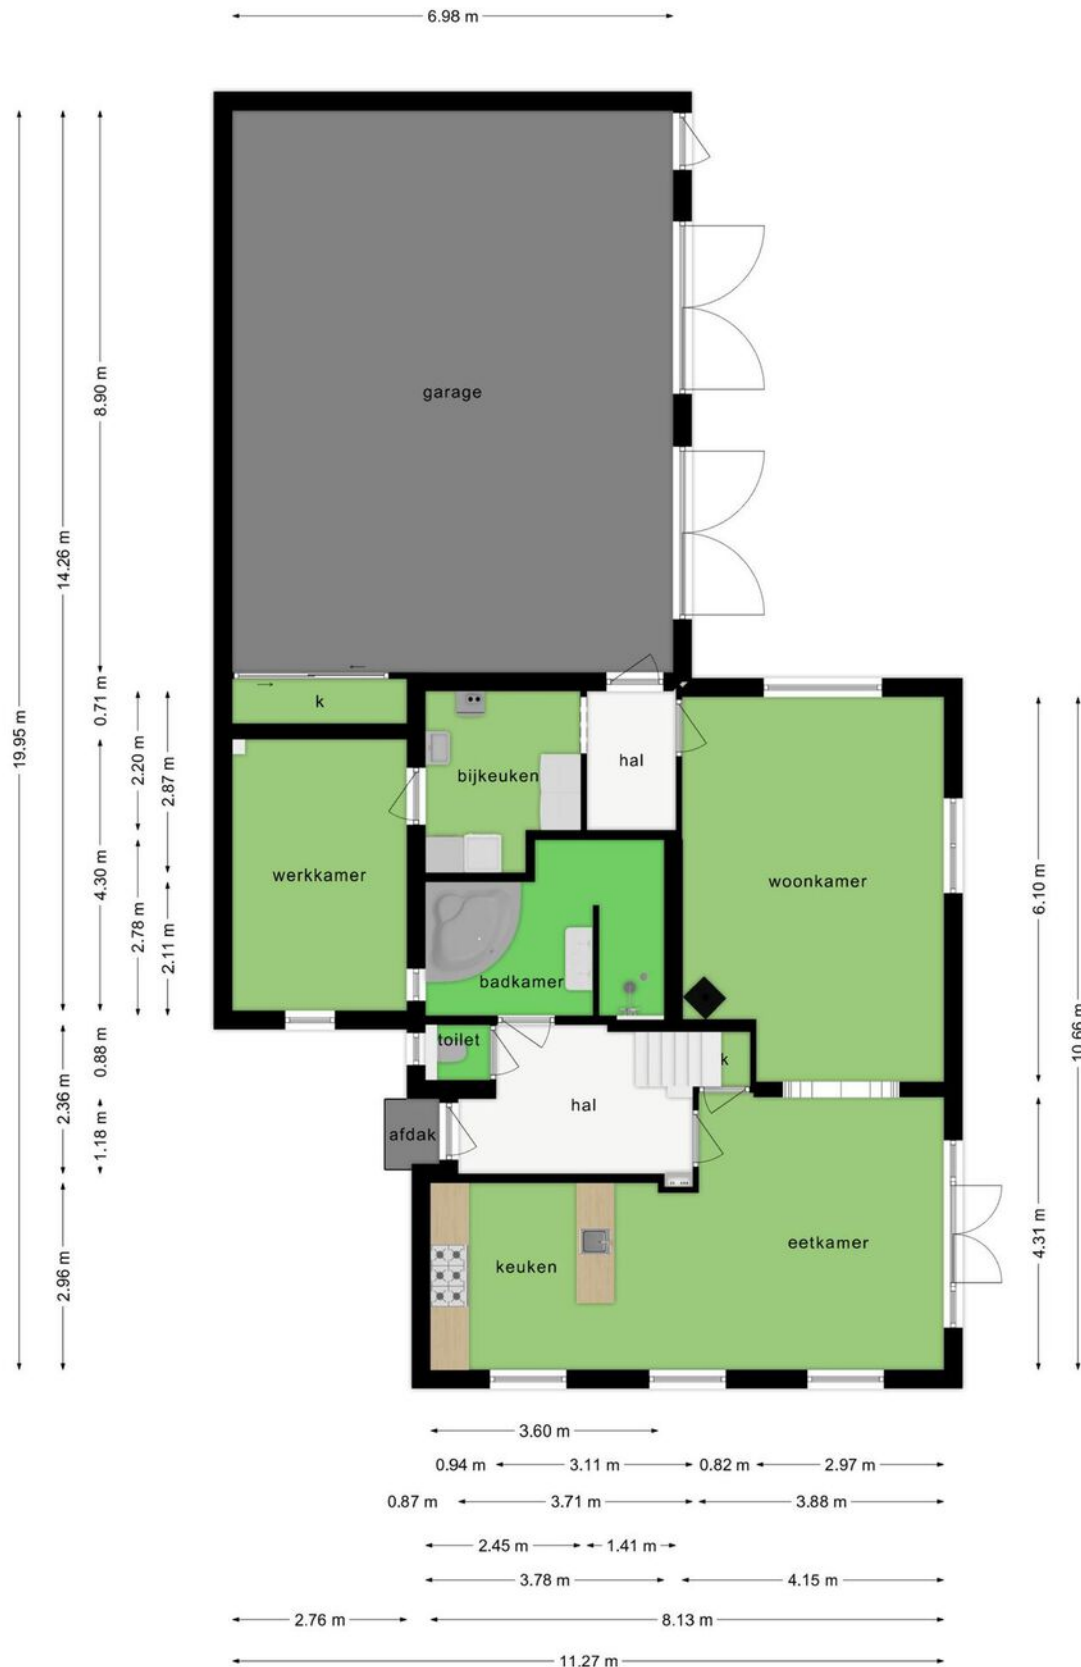 6.98 m
garage
8.90 m
14.26 m
19.95 m
0.71 m
k
hal
bijkeuken
2.20 m
2.87 m
werkkamer
4.30 m
woonkamer
6.10 m
2.78 m
2.11 m
badkamer
toilet
k
0.88 m
2.36 m
10.66 m
hal
afdak
1.18 m
eetkamer
4.31 m
keuken
2.96 m
3.60 m
0.94 m 3.11 m 0.82 m 2.97 m
0.87 m 3.71 m 3.88 m
2.45 m 1.41 m
3.78 m 4.15 m
2.76 m 8.13 m
11.27 m